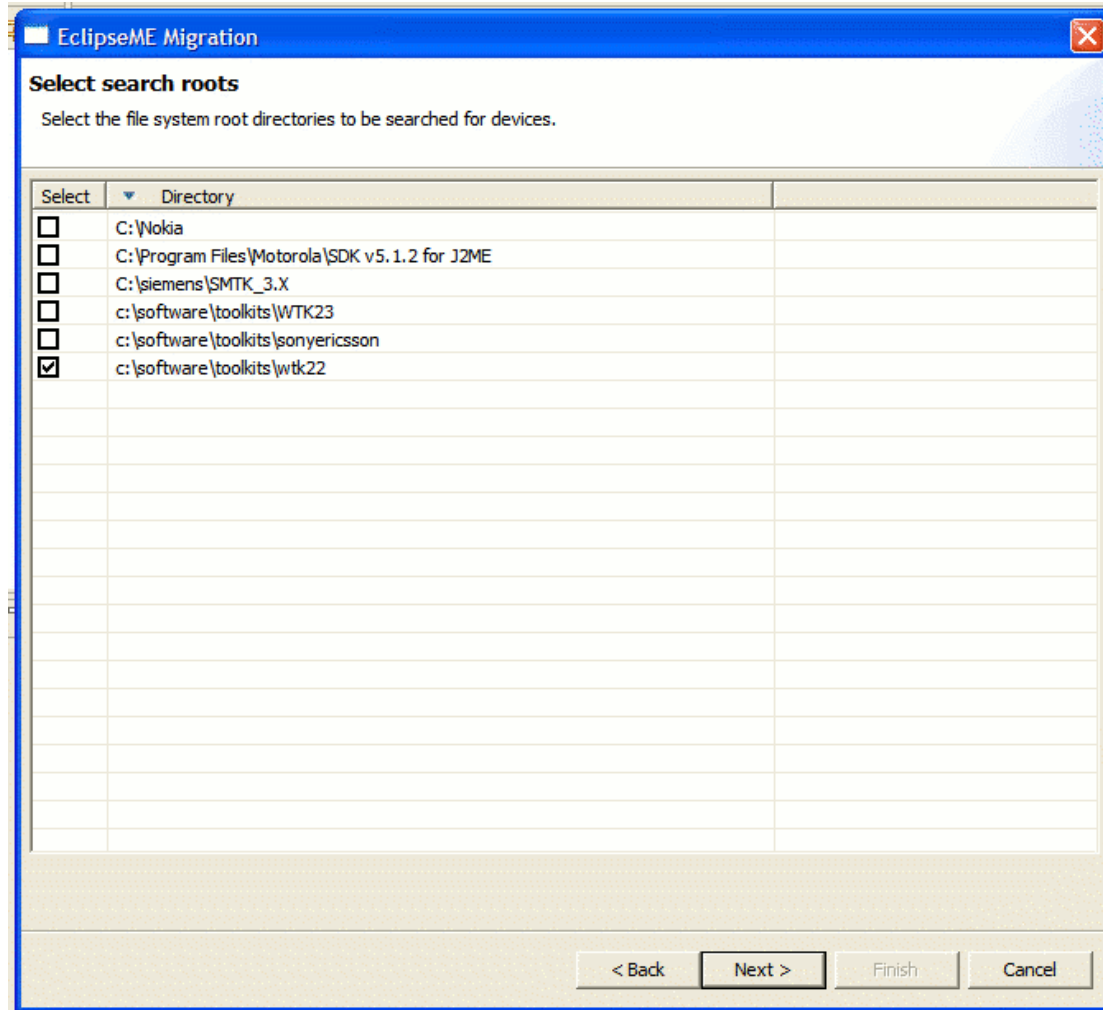 EclipseME Migration
Select search roots
Select the file system root directories to be searched for devices.
Select Directory
C:\Nokia
C:\Program Files\Motorola\SDK v5.1.2 for J2ME
C:\siemens\SMTK_3.X
c:\software\toolkits\WTK23
c:\software\toolkits\sonyericsson
c:\software\toolkits\wtk22
< Back Next > Finish Cancel